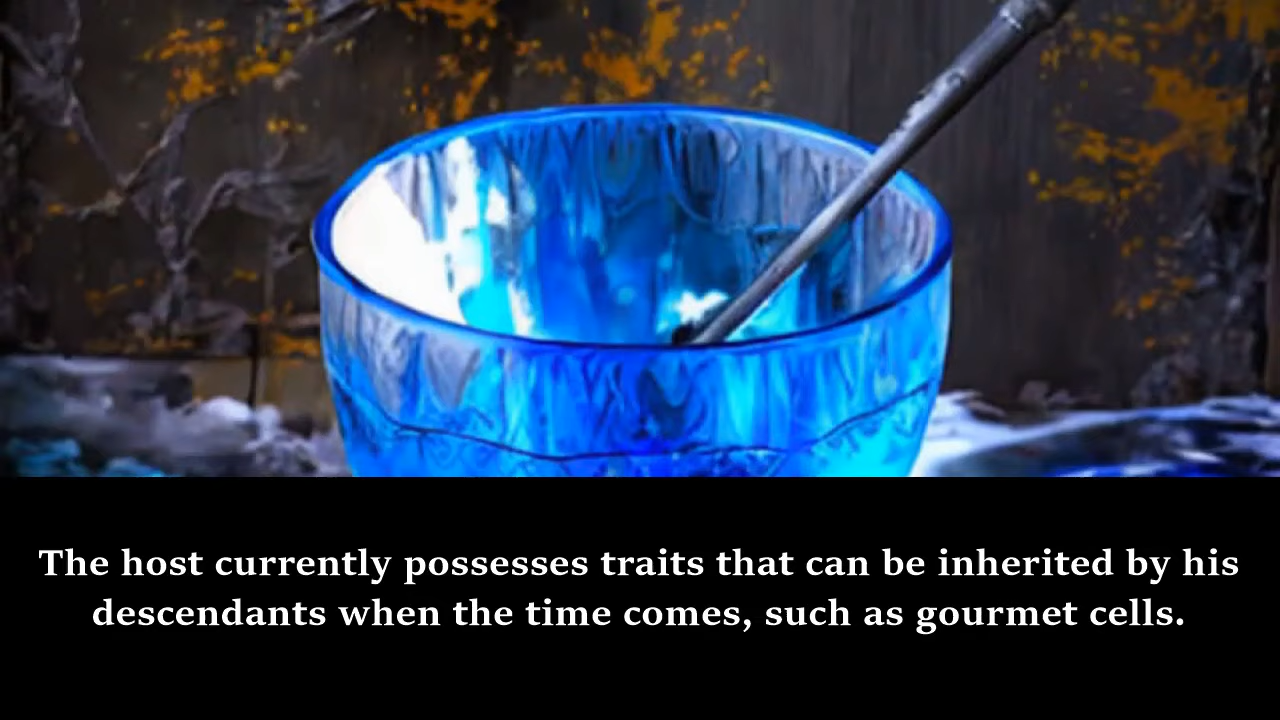 The host currently possesses traits that can be inherited by his
descendants when the time comes, such as gourmet cells.